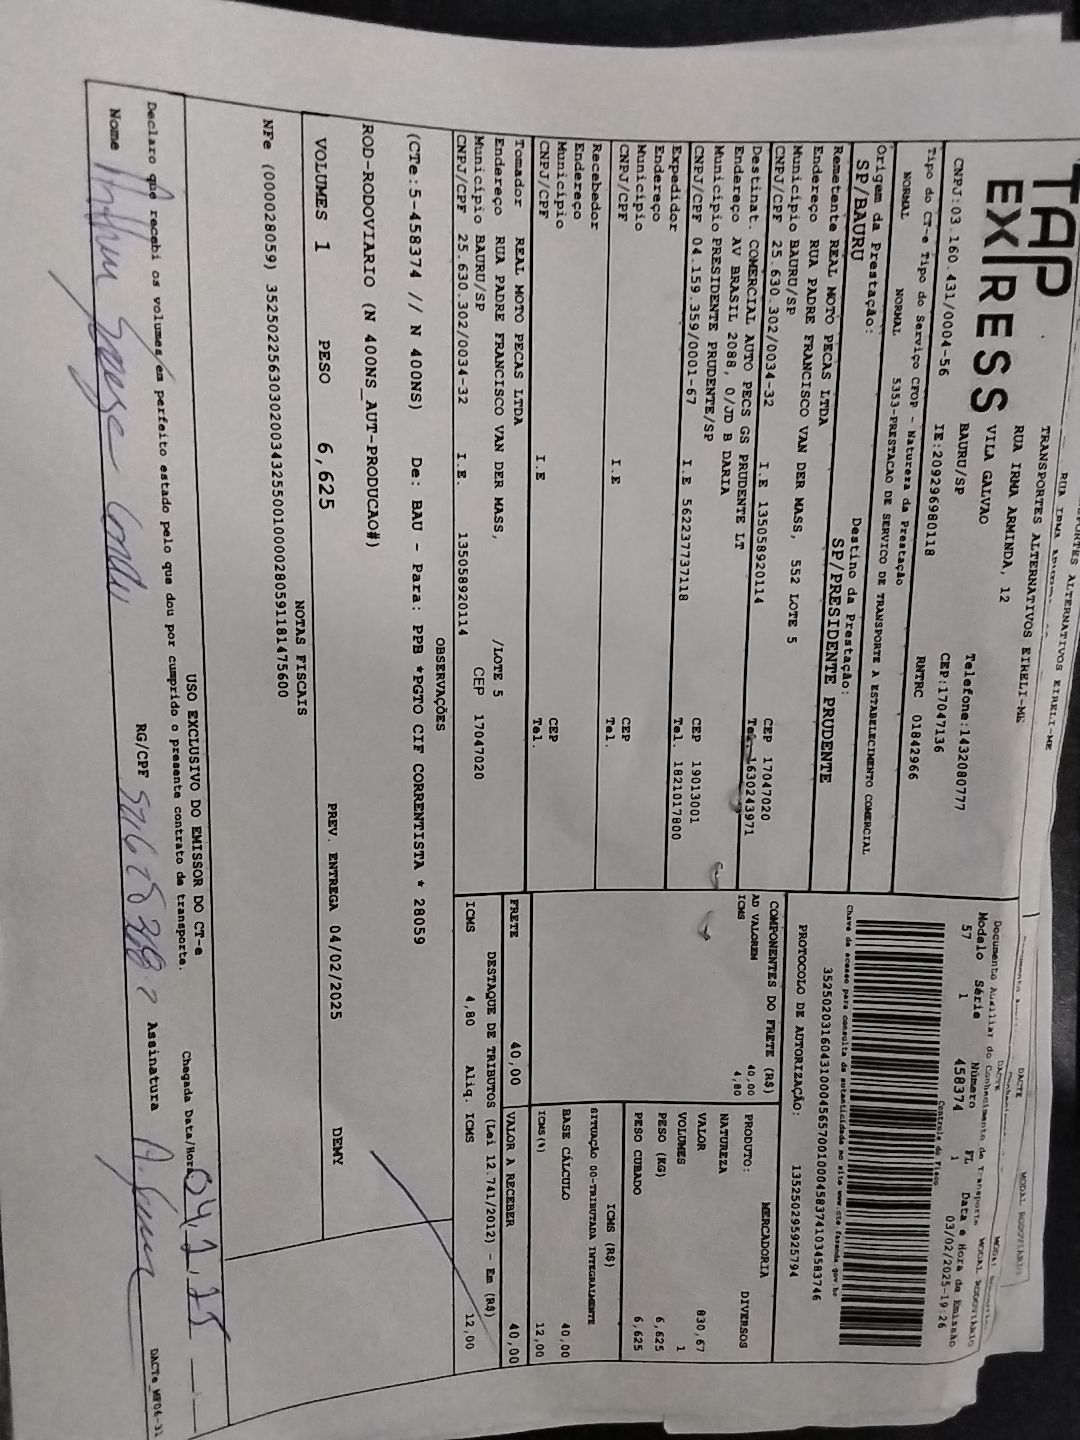 TRANSPORTES ALTERNATIVOS EIRELI-ME
TAP EXPRESS
TRANSPORTES ALTERNATIVOS EIRELI-ME
RUA IRMA ARMINDA, 12
VILA GALVAO
BAURU/SP Telefone:1432080777
CEP:17047136
CNPJ:03.160.431/0004-56 IE:209296980118 RNTRC 01842966
Tipo do CT-e Tipo do Serviço CFOP - Natureza da Prestação
NORMAL NORMAL 5353-PRESTACAO DE SERVICO DE TRANSPORTE A ESTABELECIMENTO COMERCIAL
Origem da Prestação: Destino da Prestação:
SP/BAURU SP/PRESIDENTE PRUDENTE
Remetente REAL MOTO PECAS LTDA
Endereço RUA PADRE FRANCISCO VAN DER MASS, 552 LOTE 5
Município BAURU/SP CEP 17047020
CNPJ/CPF 25.630.302/0034-32 I.E 135058920114 Tel. 1630243971
Destinat. COMERCIAL AUTO PECS GS PRUDENTE LT
Endereço AV BRASIL 2088, 0/JD B DARIA
Município PRESIDENTE PRUDENTE/SP CEP 19013001
CNPJ/CPF 04.159.359/0001-67 I.E 562237737118 Tel. 1821017800
Expedidor
Endereço
Município CEP
CNPJ/CPF I.E Tel.
Recebedor
Endereço
Município CEP
CNPJ/CPF I.E Tel.
Tomador REAL MOTO PECAS LTDA
Endereço RUA PADRE FRANCISCO VAN DER MASS, /LOTE 5
Município BAURU/SP CEP 17047020
CNPJ/CPF 25.630.302/0034-32 I.E. 135058920114
DACTE MODAL RODOVIARIO
Documento Auxiliar do Conhecimento de Transporte
Modelo Série Número FL Data e Hora de Emissão
57 1 458374 1 03/02/2025-19:26
Controle do Fisco
Chave de acesso para consulta de autenticidade no site www.cte.fazenda.gov.br
35250203160431000456570010004583741034583746
PROTOCOLO DE AUTORIZAÇÃO: 135250295925794
COMPONENTES DO FRETE (R$)
AD VALOREM 40,00
ICMS 4,80
MERCADORIA
PRODUTO: DIVERSOS
NATUREZA
VALOR 830,67
VOLUMES 1
PESO (KG) 6,625
PESO CUBADO 6,625
ICMS (R$)
SITUAÇÃO 00-TRIBUTADA INTEGRALMENTE
BASE CÁLCULO 40,00
ICMS(%) 12,00
FRETE 40,00 VALOR A RECEBER 40,00
DESTAQUE DE TRIBUTOS (Lei 12.741/2012) - Em (R$)
ICMS 4,80 Aliq. ICMS 12,00
OBSERVAÇÕES
(CTe:5-458374 // N 400NS) De: BAU - Para: PPB *PGTO CIF CORRENTISTA * 28059
ROD-RODOVIARIO (N 400NS_AUT-PRODUCAO#)
VOLUMES 1 PESO 6,625 PREV. ENTREGA 04/02/2025 DEMY
NOTAS FISCAIS
NFe (000028059) 35250225630302003432550010000280591181475600
USO EXCLUSIVO DO EMISSOR DO CT-e
Chegada Data/Hora
Declaro que recebi os volumes em perfeito estado pelo que dou por cumprido o presente contrato de transporte.
Nome RG/CPF Assinatura